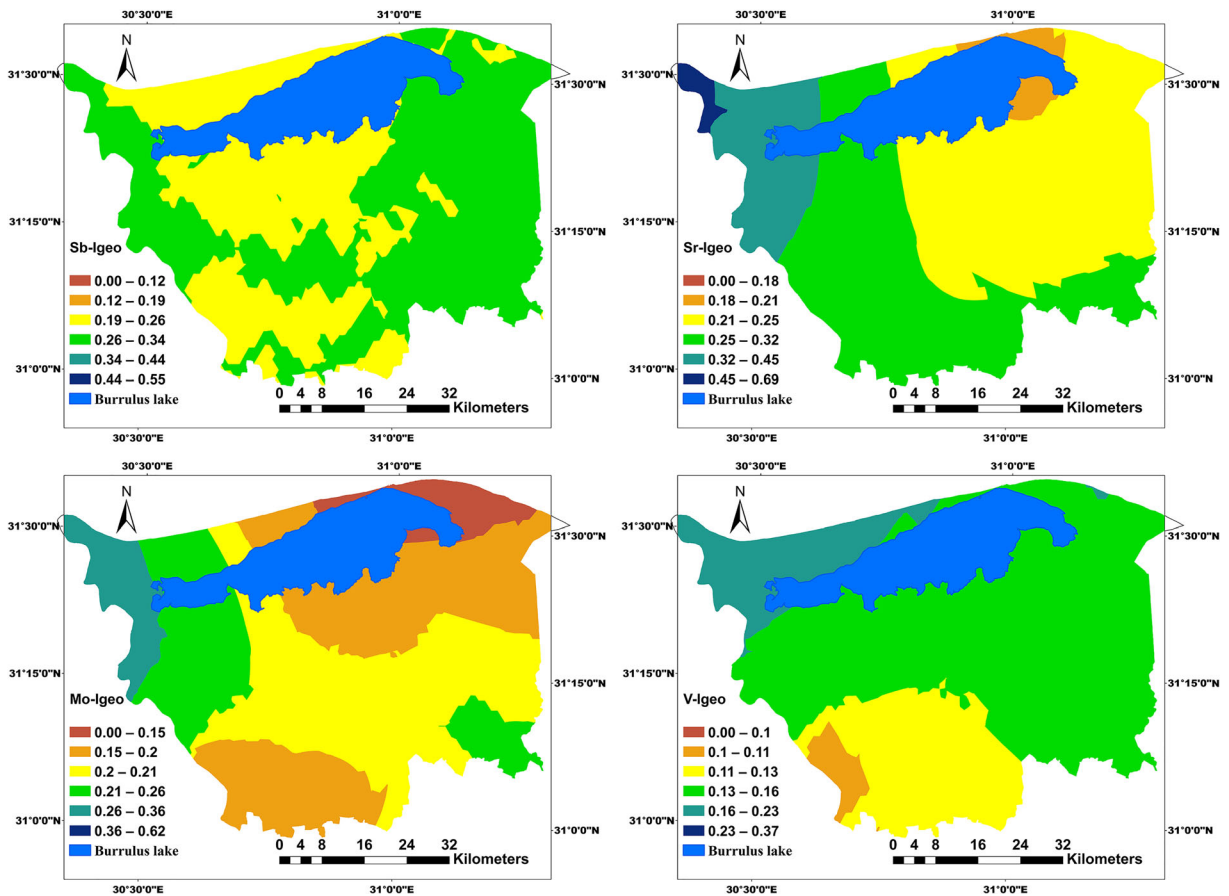 30°30'0"E 31°0'0"E
N
31°30'0"N 31°30'0"N
31°15'0"N 31°15'0"N
Sb-Igeo
0.00 – 0.12
0.12 – 0.19
0.19 – 0.26
0.26 – 0.34
0.34 – 0.44
0.44 – 0.55
Burrulus lake
31°0'0"N 31°0'0"N
0 4 8 16 24 32
Kilometers
30°30'0"E 31°0'0"E
31°0'0"E
N
31°30'0"N 31°30'0"N
31°15'0"N 31°15'0"N
Sr-Igeo
0.00 – 0.18
0.18 – 0.21
0.21 – 0.25
0.25 – 0.32
0.32 – 0.45
0.45 – 0.69
Burrulus lake
31°0'0"N 31°0'0"N
0 4 8 16 24 32
Kilometers
30°30'0"E 31°0'0"E
30°30'0"E 31°0'0"E
N
31°30'0"N 31°30'0"N
31°15'0"N 31°15'0"N
Mo-Igeo
0.00 – 0.15
0.15 – 0.2
0.2 – 0.21
0.21 – 0.26
0.26 – 0.36
0.36 – 0.62
Burrulus lake
31°0'0"N 31°0'0"N
0 4 8 16 24 32
Kilometers
30°30'0"E 31°0'0"E
30°30'0"E 31°0'0"E
N
31°30'0"N 31°30'0"N
31°15'0"N 31°15'0"N
V-Igeo
0.00 – 0.1
0.1 – 0.11
0.11 – 0.13
0.13 – 0.16
0.16 – 0.23
0.23 – 0.37
Burrulus lake
31°0'0"N 31°0'0"N
0 4 8 16 24 32
Kilometers
30°30'0"E 31°0'0"E